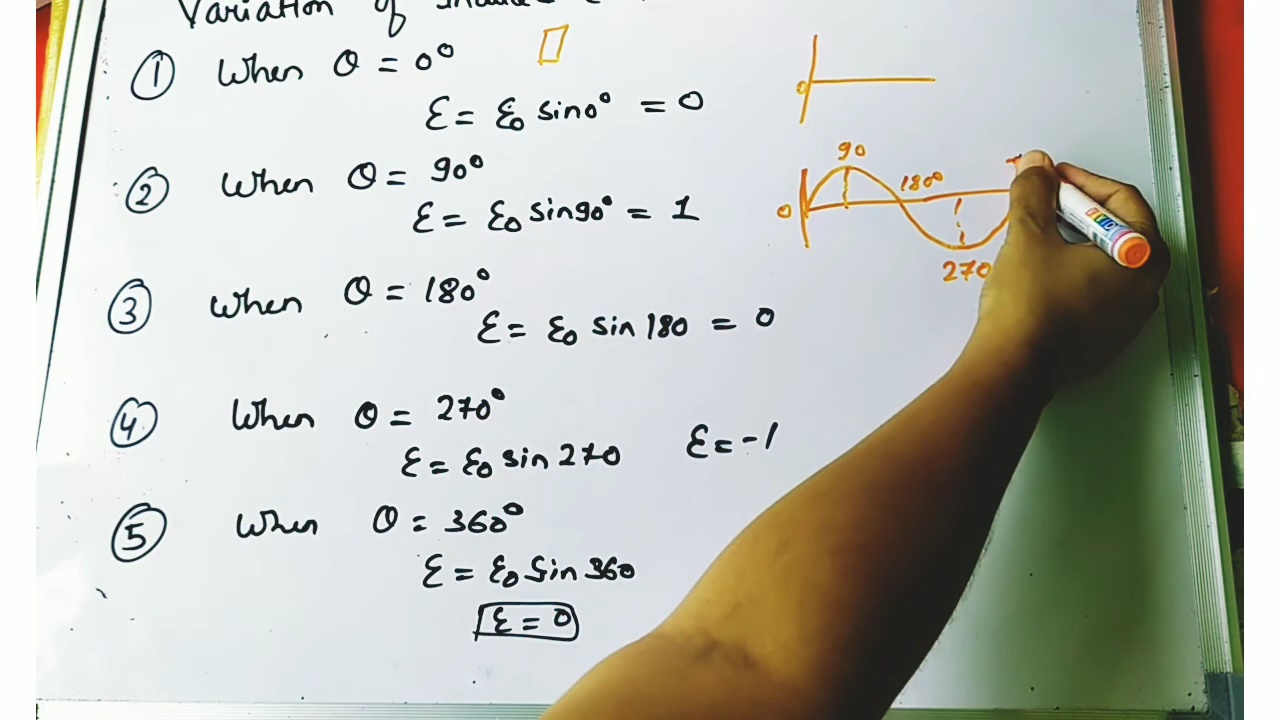 Variation of
① When θ = 0°
ε = ε₀ sin0° = 0
② When θ = 90°
ε = ε₀ sin90° = 1
③ When θ = 180°
ε = ε₀ sin 180 = 0
④ When θ = 270°
ε = ε₀ sin 270 ε = -1
⑤ When θ = 360°
ε = ε₀ sin 360
ε = 0
0
90
0
180°
270